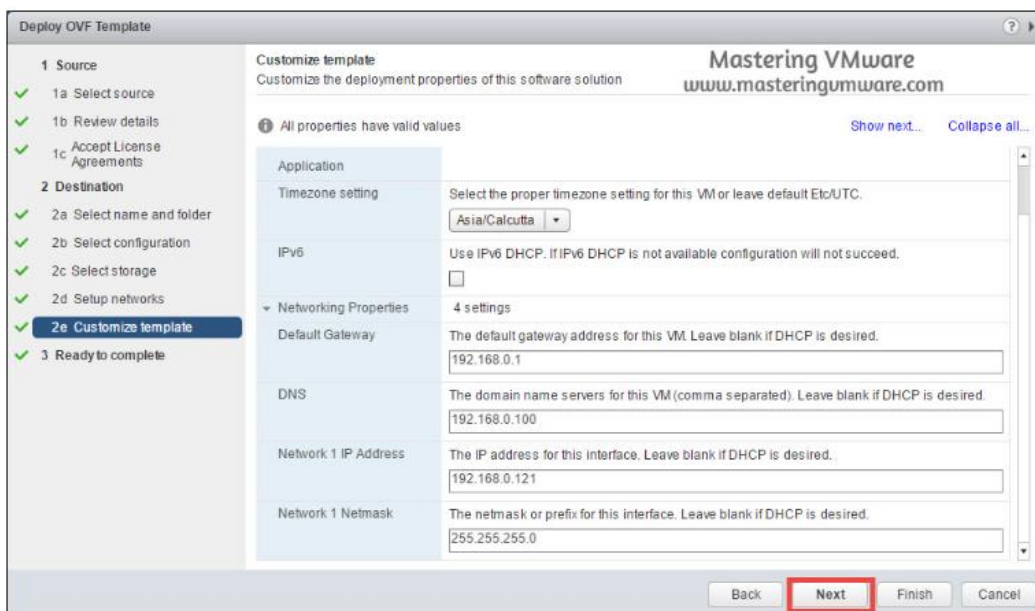 Deploy OVF Template
?
1 Source
1a Select source
1b Review details
1c Accept License
Agreements
2 Destination
2a Select name and folder
2b Select configuration
2c Select storage
2d Setup networks
2e Customize template
3 Ready to complete
Customize template
Customize the deployment properties of this software solution
Mastering VMware
www.masteringvmware.com
All properties have valid values
Show next...
Collapse all...
Application
Timezone setting
Select the proper timezone setting for this VM or leave default Etc/UTC.
Asia/Calcutta
IPv6
Use IPv6 DHCP. If IPv6 DHCP is not available configuration will not succeed.
Networking Properties
4 settings
Default Gateway
The default gateway address for this VM. Leave blank if DHCP is desired.
192.168.0.1
DNS
The domain name servers for this VM (comma separated). Leave blank if DHCP is desired.
192.168.0.100
Network 1 IP Address
The IP address for this interface. Leave blank if DHCP is desired.
192.168.0.121
Network 1 Netmask
The netmask or prefix for this interface. Leave blank if DHCP is desired.
255.255.255.0
Back
Next
Finish
Cancel